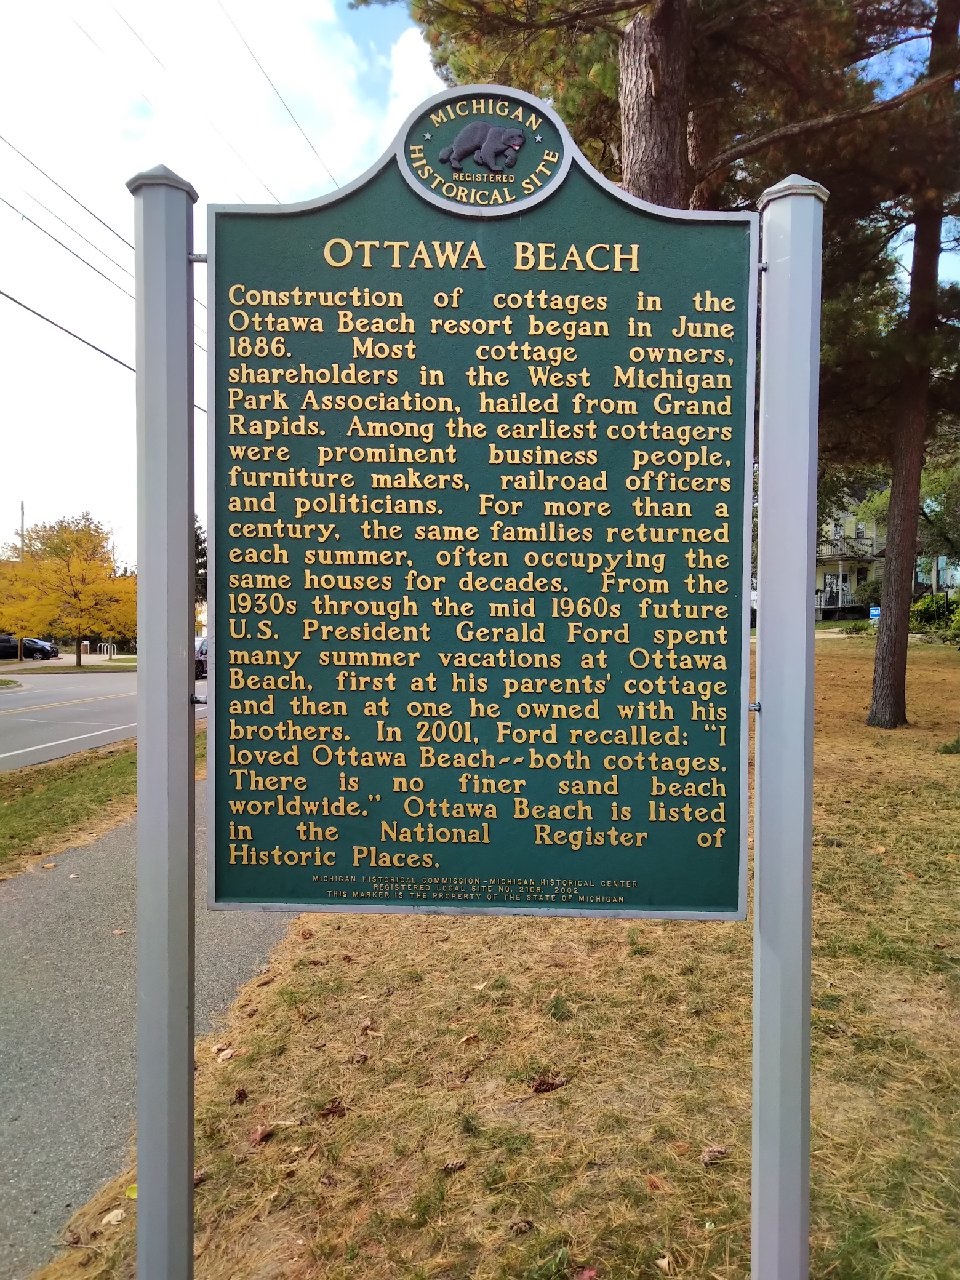 MICHIGAN
REGISTERED
HISTORICAL SITE
OTTAWA BEACH
Construction of cottages in the
Ottawa Beach resort began in June
1886. Most cottage owners,
shareholders in the West Michigan
Park Association, hailed from Grand
Rapids. Among the earliest cottagers
were prominent business people,
furniture makers, railroad officers
and politicians. For more than a
century, the same families returned
each summer, often occupying the
same houses for decades. From the
1930s through the mid 1960s future
U.S. President Gerald Ford spent
many summer vacations at Ottawa
Beach, first at his parents' cottage
and then at one he owned with his
brothers. In 2001, Ford recalled: "I
loved Ottawa Beach--both cottages.
There is no finer sand beach
worldwide." Ottawa Beach is listed
in the National Register of
Historic Places.
MICHIGAN HISTORICAL COMMISSION-MICHIGAN HISTORICAL CENTER
REGISTERED LOCAL SITE NO. 2002
THIS MARKER IS THE PROPERTY OF THE STATE OF MICHIGAN